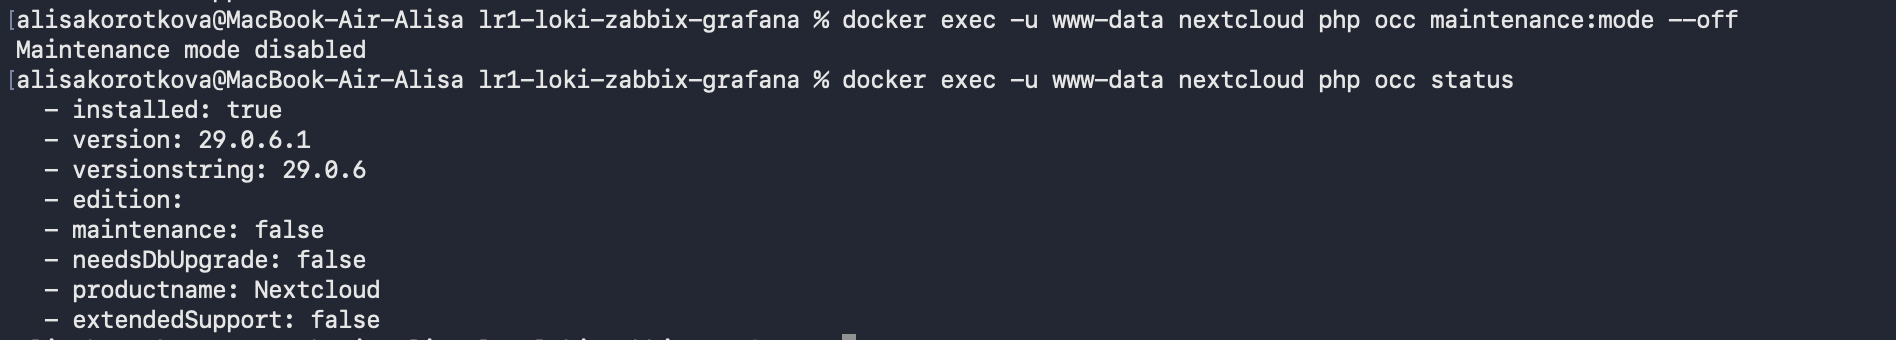 [alisakorotkova@MacBook-Air-Alisa lr1-loki-zabbix-grafana % docker exec -u www-data nextcloud php occ maintenance:mode --off
Maintenance mode disabled
[alisakorotkova@MacBook-Air-Alisa lr1-loki-zabbix-grafana % docker exec -u www-data nextcloud php occ status
- installed: true
- version: 29.0.6.1
- versionstring: 29.0.6
- edition:
- maintenance: false
- needsDbUpgrade: false
- productname: Nextcloud
- extendedSupport: false